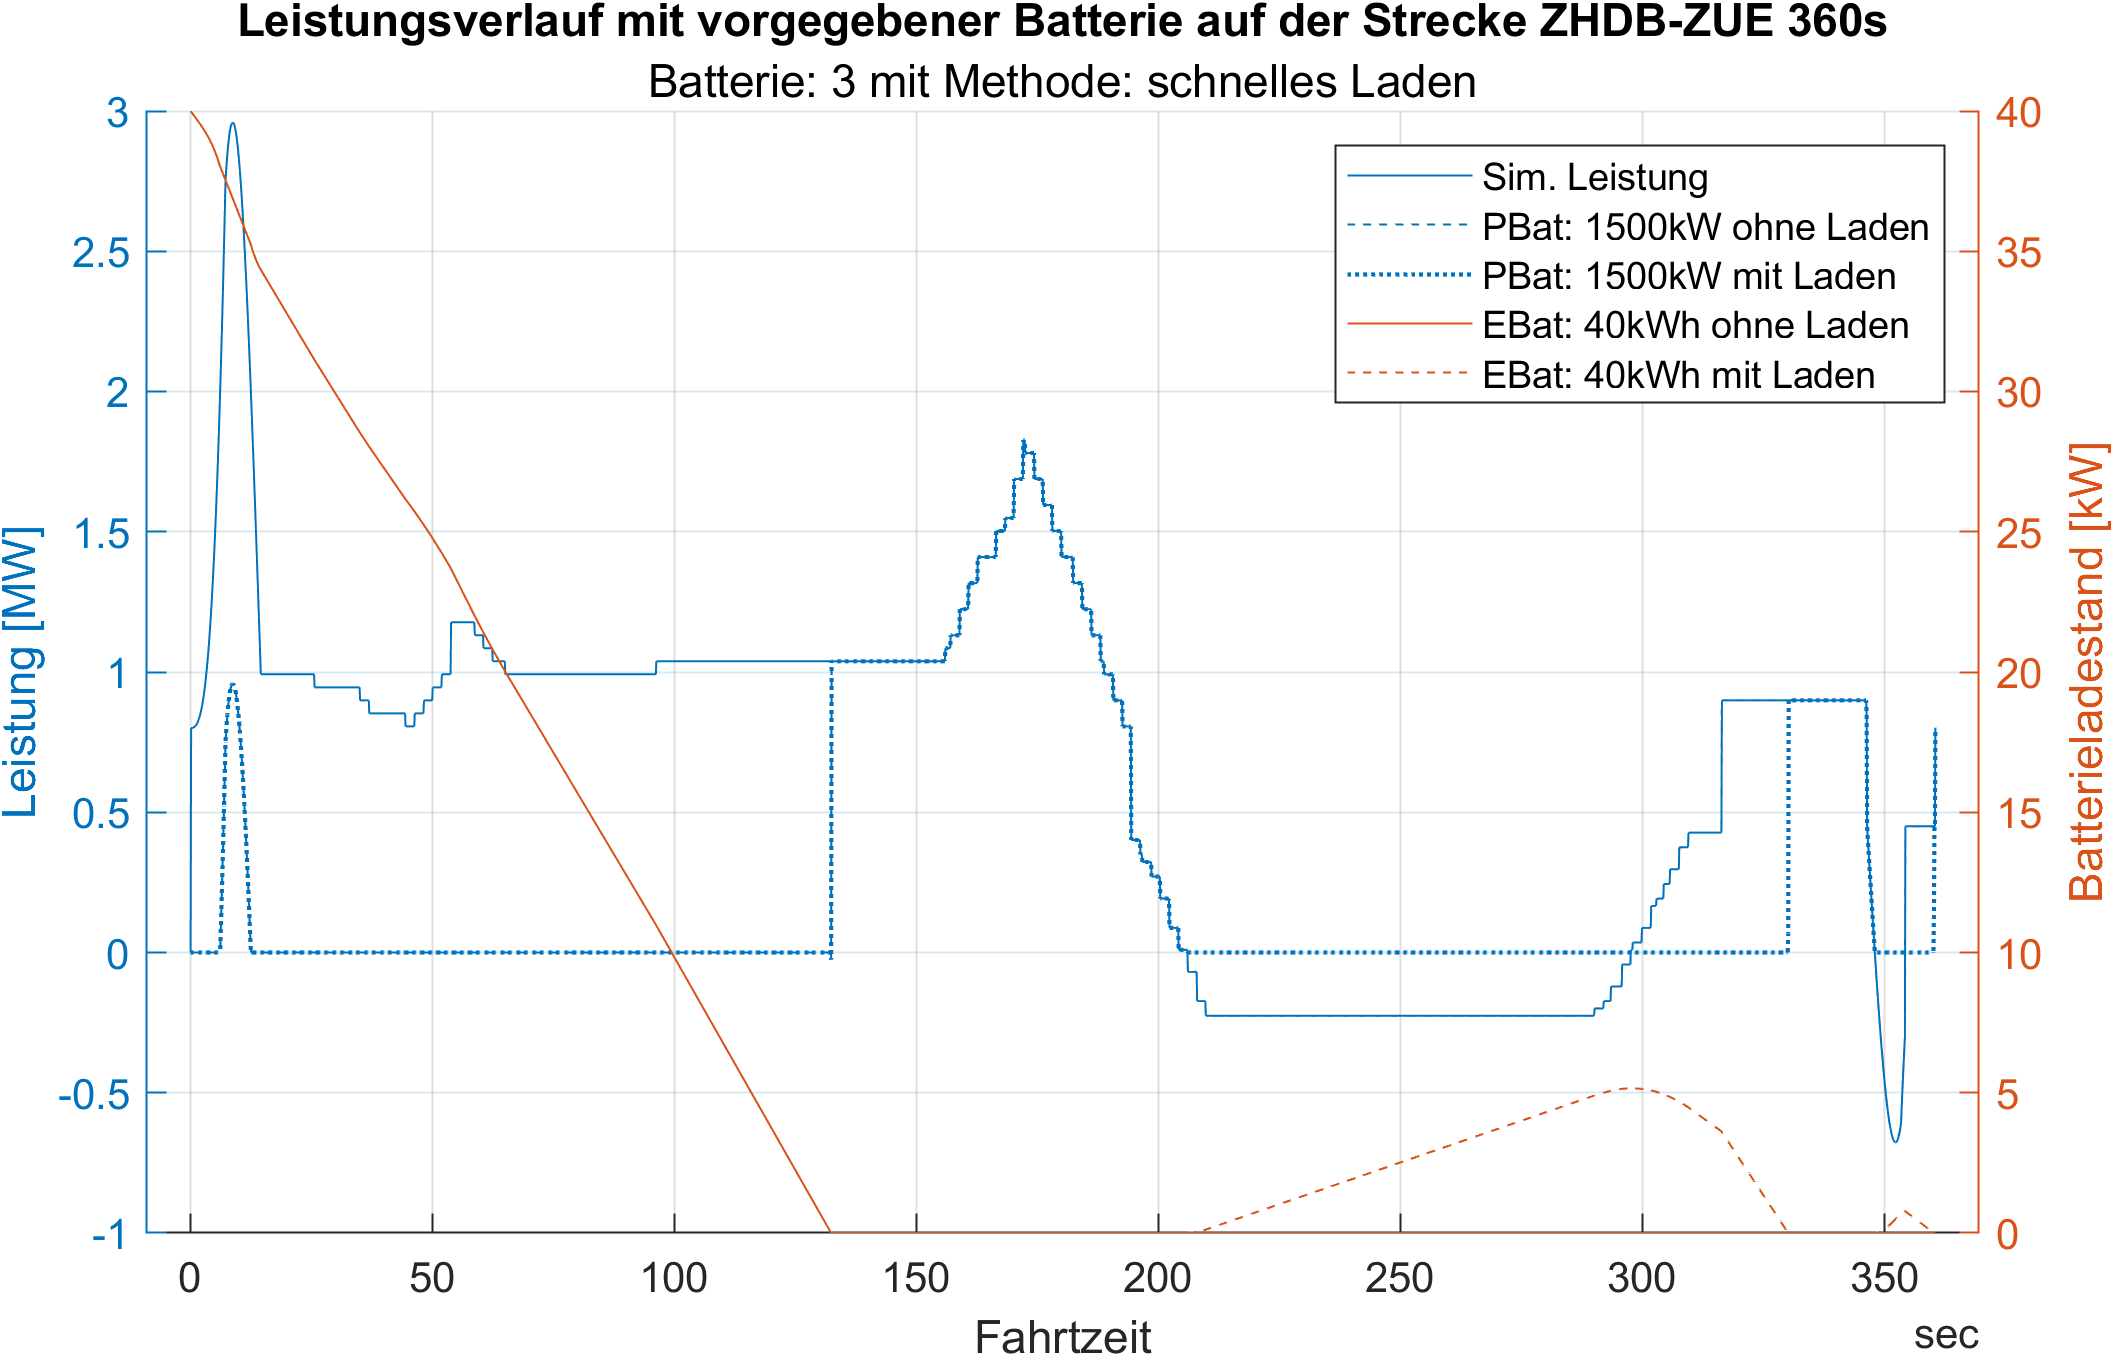 Leistungsverlauf mit vorgegebener Batterie auf der Strecke ZHDB-ZUE 360s
Batterie: 3 mit Methode: schnelles Laden
Leistung [MW]
3
2.5
2
1.5
1
0.5
0
-0.5
-1
Sim. Leistung
PBat: 1500kW ohne Laden
PBat: 1500kW mit Laden
EBat: 40kWh ohne Laden
EBat: 40kWh mit Laden
40
35
30
25
20
15
10
5
0
Batterieladestand [kW]
0 50 100 150 200 250 300 350
Fahrtzeit
sec